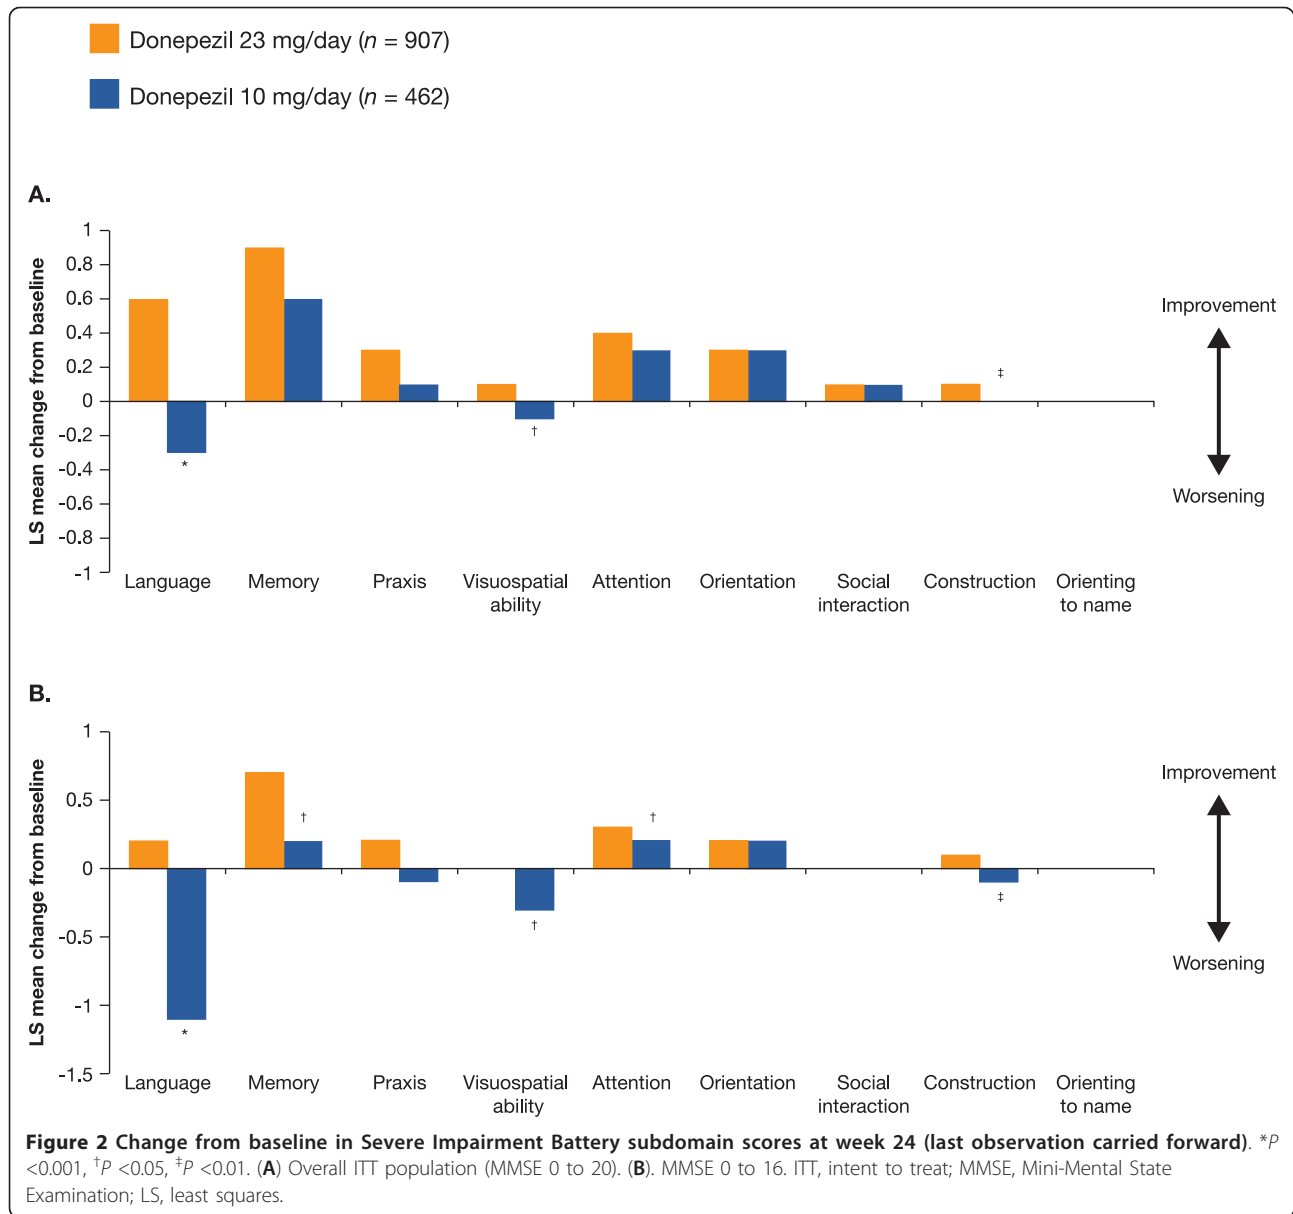 Donepezil 23 mg/day (n = 907)
Donepezil 10 mg/day (n = 462)
A.
LS mean change from baseline
1
0.8
0.6
0.4
0.2
0
-0.2
-0.4
-0.6
-0.8
-1
*
†
‡
Language Memory Praxis Visuospatial Attention Orientation Social Construction Orienting
ability interaction to name
Improvement
Worsening
B.
LS mean change from baseline
1
0.5
0
-0.5
-1
-1.5
*
†
†
†
‡
Language Memory Praxis Visuospatial Attention Orientation Social Construction Orienting
ability interaction to name
Improvement
Worsening
Figure 2 Change from baseline in Severe Impairment Battery subdomain scores at week 24 (last observation carried forward). *P
<0.001, †P <0.05, ‡P <0.01. (A) Overall ITT population (MMSE 0 to 20). (B). MMSE 0 to 16. ITT, intent to treat; MMSE, Mini-Mental State
Examination; LS, least squares.